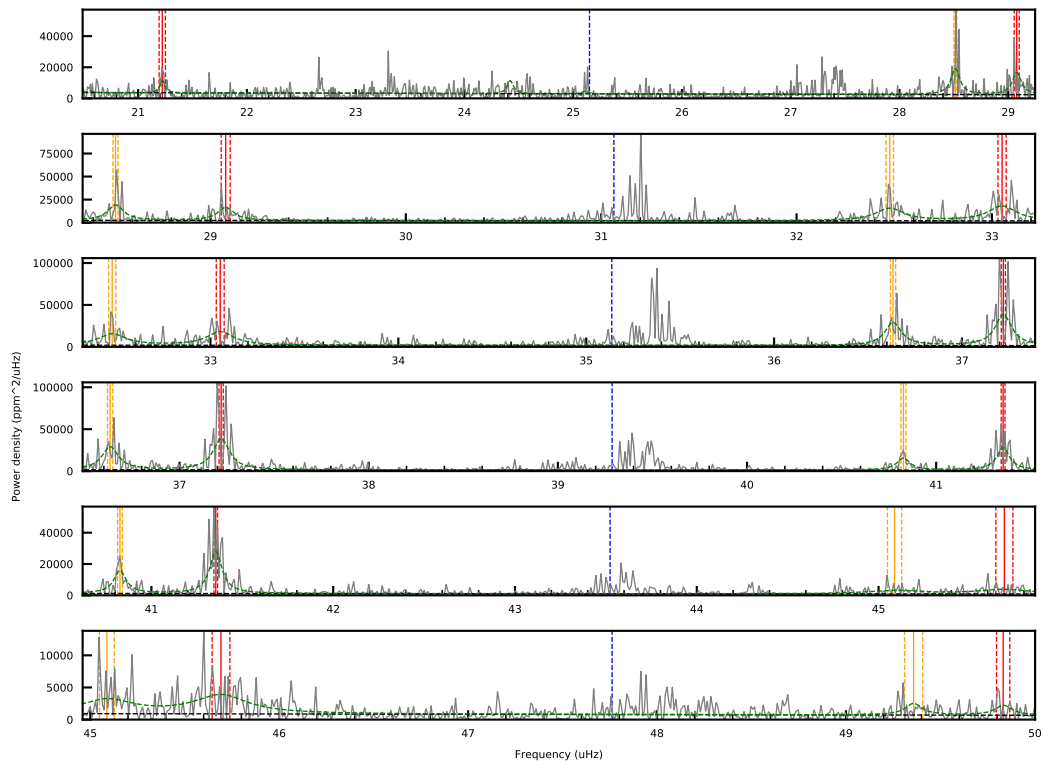 40000
20000
0
21 22 23 24 25 26 27 28 29
75000
50000
25000
0
29 30 31 32 33
100000
50000
0
33 34 35 36 37
Power density (ppm^2/uHz)
100000
50000
0
37 38 39 40 41
40000
20000
0
41 42 43 44 45
10000
5000
0
45 46 47 48 49 50
Frequency (uHz)